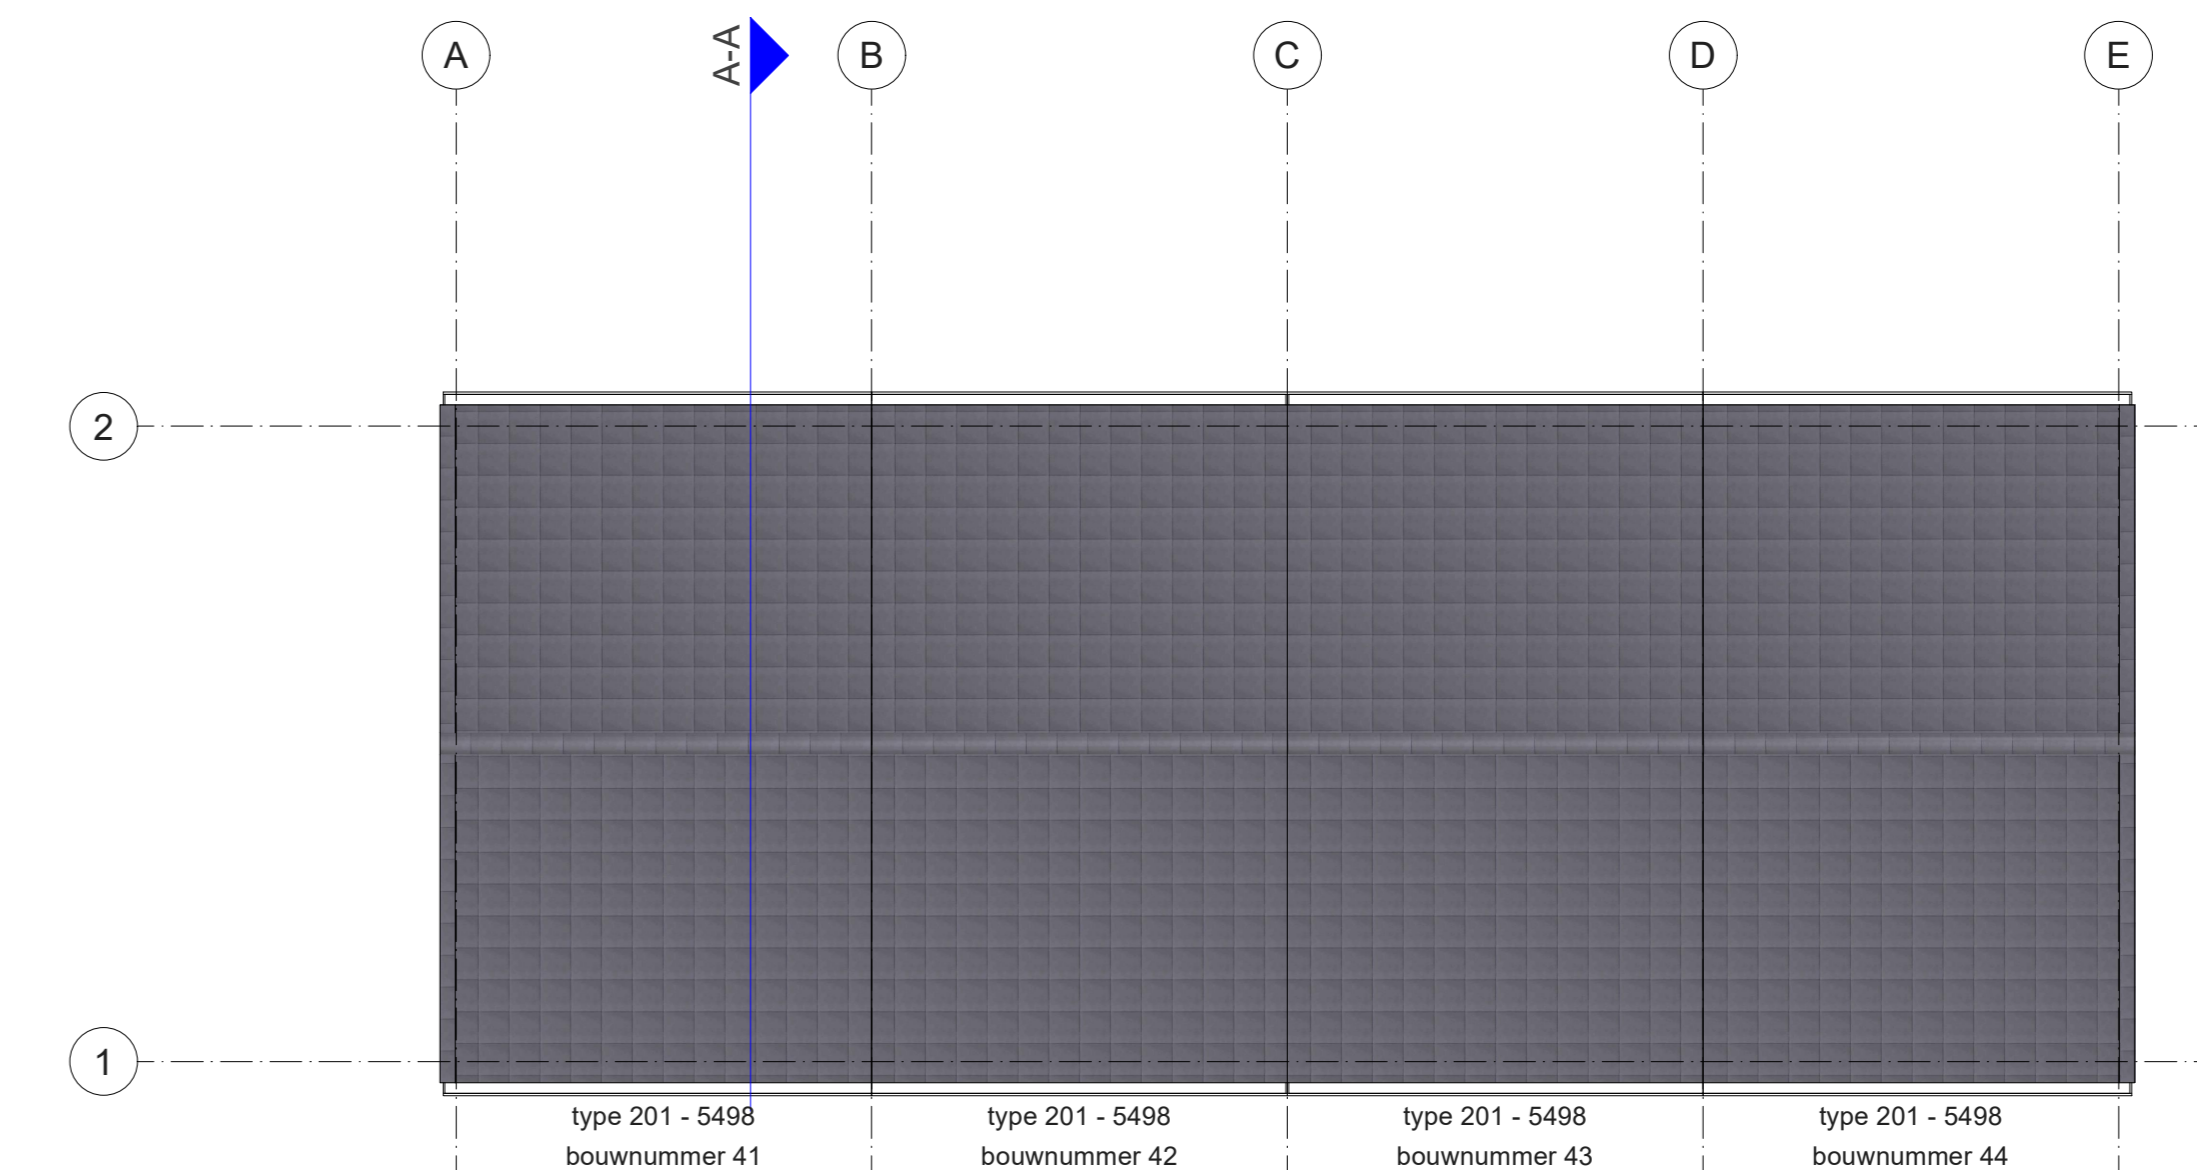 A
A-A
B
C
D
E
2
1
type 201 - 5498
bouwnummer 41
type 201 - 5498
bouwnummer 42
type 201 - 5498
bouwnummer 43
type 201 - 5498
bouwnummer 44